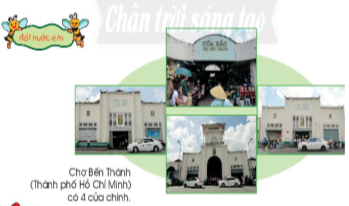 Chân trời sáng tạo
đất nước em
CỬA BẮC
Chợ Bến Thành
(Thành phố Hồ Chí Minh)
có 4 cửa chính.